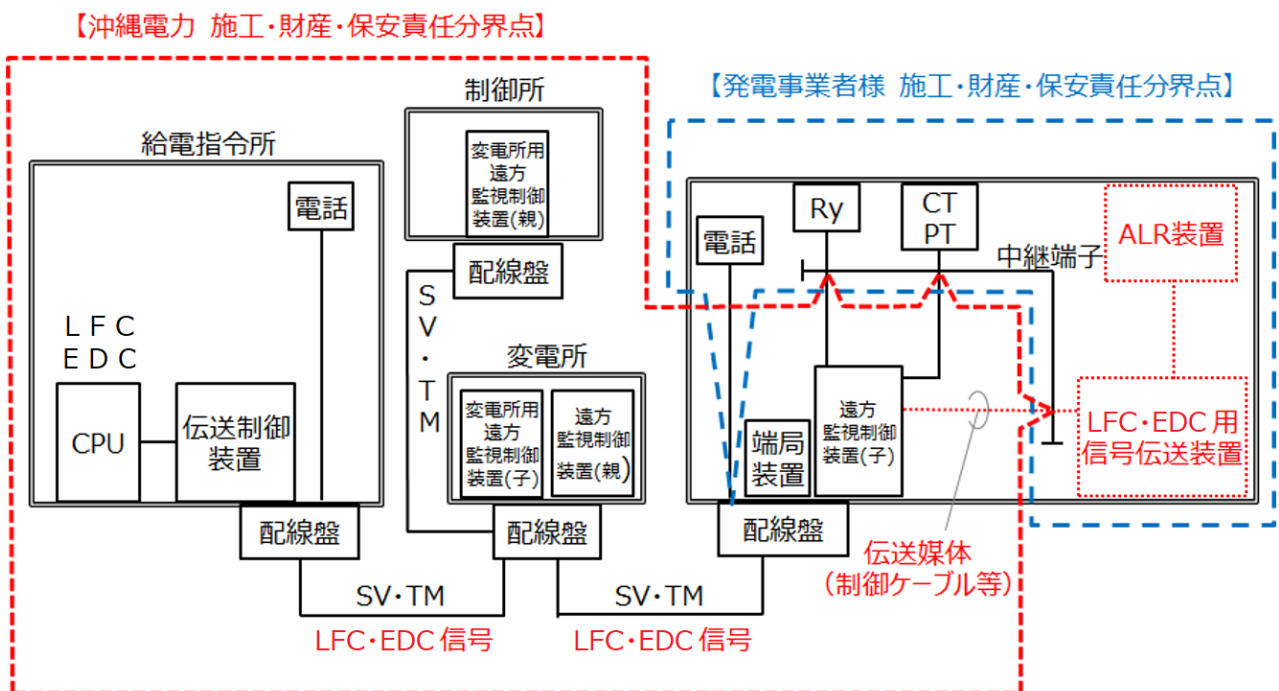 【沖縄電力 施工・財産・保安責任分界点】
【発電事業者様 施工・財産・保安責任分界点】
制御所
変電所用
遠方
監視制御
装置(親)
配線盤
給電指令所
電話
LFC
EDC
CPU
伝送制御
装置
配線盤
SV・TM
変電所
変電所用
遠方
監視制御
装置(子)
遠方
監視制御
装置(親)
配線盤
SV・TM
LFC・EDC 信号
SV・TM
LFC・EDC 信号
電話
Ry
CT
PT
中継端子
ALR装置
端局
装置
遠方
監視制御
装置(子)
LFC・EDC 用
信号伝送装置
配線盤
伝送媒体
(制御ケーブル等)